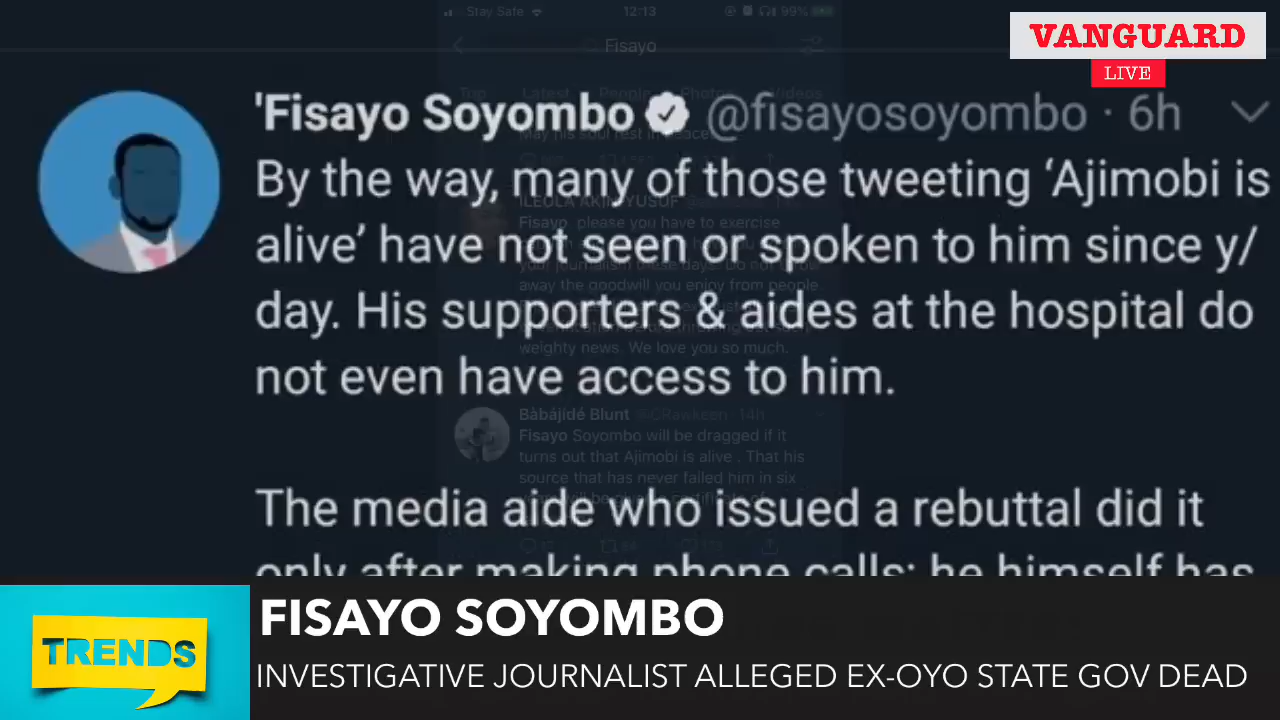 Stay Safe
12:13
99%
Fisayo
VANGUARD
LIVE
Top
Latest
People
Photos
Videos
'Fisayo Soyombo @fisayosoyombo · 6h
By the way, many of those tweeting ‘Ajimobi is
alive’ have not seen or spoken to him since y/
day. His supporters & aides at the hospital do
not even have access to him.
The media aide who issued a rebuttal did it
only after making phone calls; he himself has
May his soul rest in peace
ILEOLA AKIN-YUSUF
Fisayo, please you have to exercise
your journalism these days. Do not
away the goodwill you enjoy from people
weighty news. We love you so much.
Bàbájídé Blunt @CRawkeen · 14h
Fisayo Soyombo will be dragged if it
turns out that Ajimobi is alive . That his
source that has never failed him in six
TRENDS
FISAYO SOYOMBO
INVESTIGATIVE JOURNALIST ALLEGED EX-OYO STATE GOV DEAD